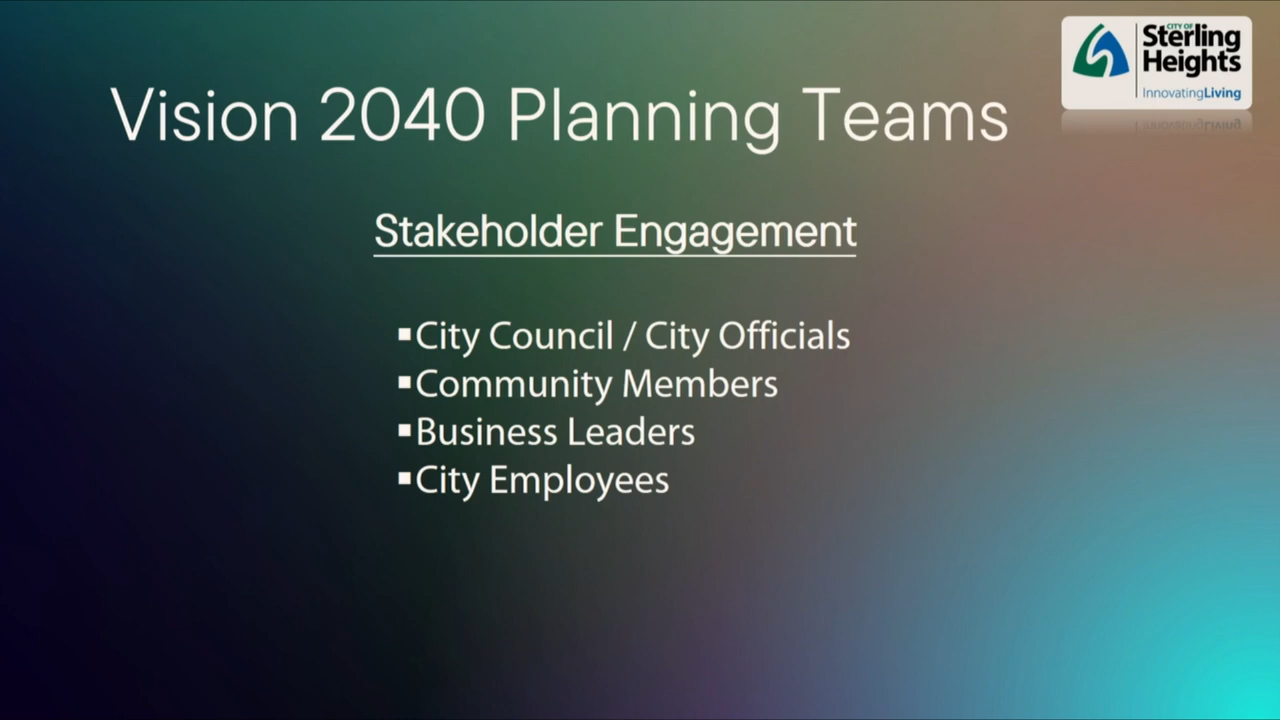 CITY OF
Sterling
Heights
InnovatingLiving
Vision 2040 Planning Teams
Stakeholder Engagement
▪City Council / City Officials
▪Community Members
▪Business Leaders
▪City Employees